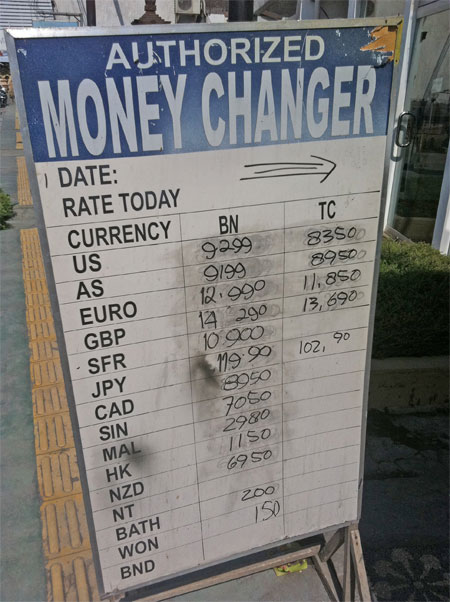 AUTHORIZED
MONEY CHANGER
DATE:
RATE TODAY
CURRENCY BN TC
US 9299 8350
AS 9199 8950
EURO 12.990 11,850
GBP 14 290 13,690
SFR 10.900
JPY 119.99 102,90
CAD 8950
SIN 7050
MAL 2980
HK 1150
NZD 6950
NT
BATH 200
WON 150
BND